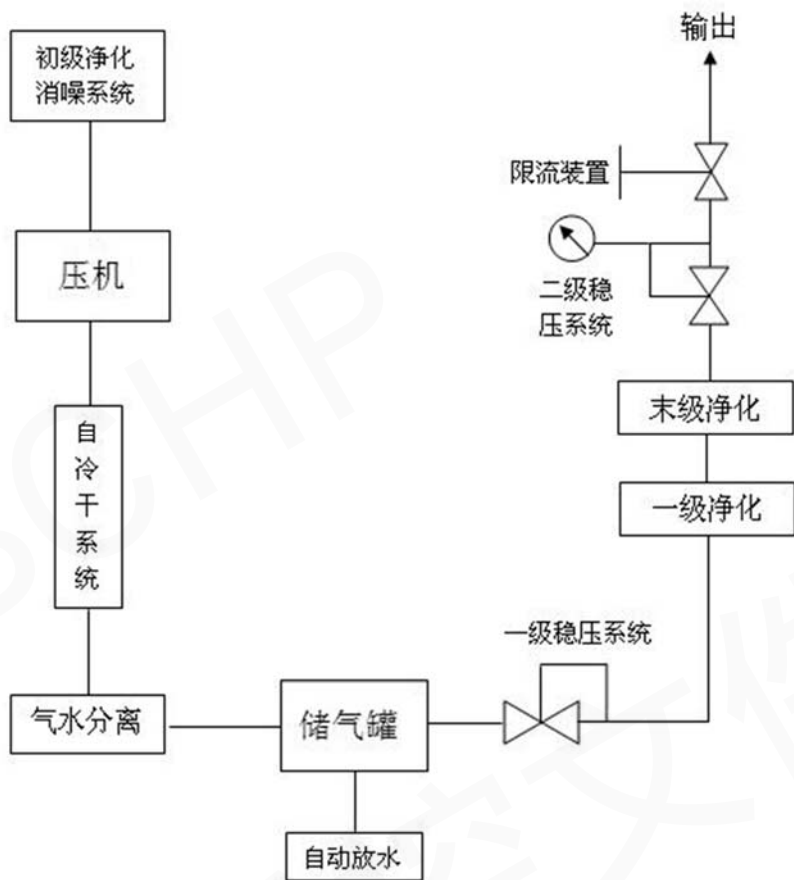 输出
初级净化
消噪系统
限流装置
压机
二级稳
压系统
末级净化
自
冷
干
系
统
一级净化
一级稳压系统
气水分离
储气罐
自动放水